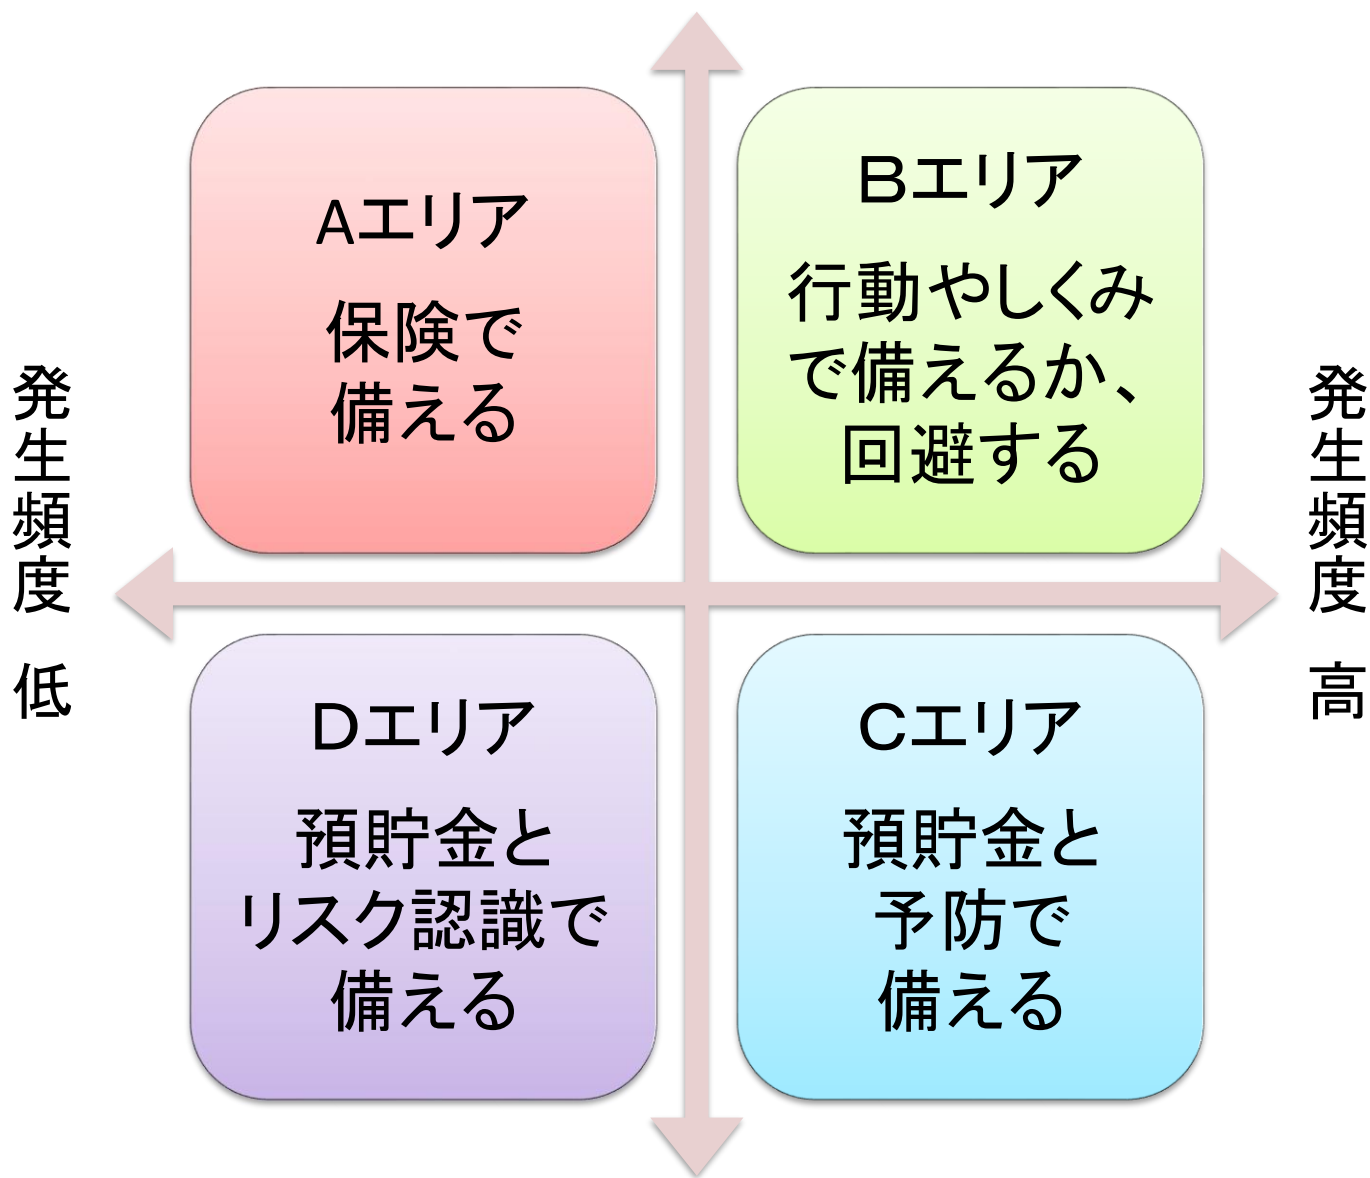 Aエリア
保険で
備える
Bエリア
行動やしくみ
で備えるか、
回避する
発生頻度 低
発生頻度 高
Dエリア
預貯金と
リスク認識で
備える
Cエリア
預貯金と
予防で
備える